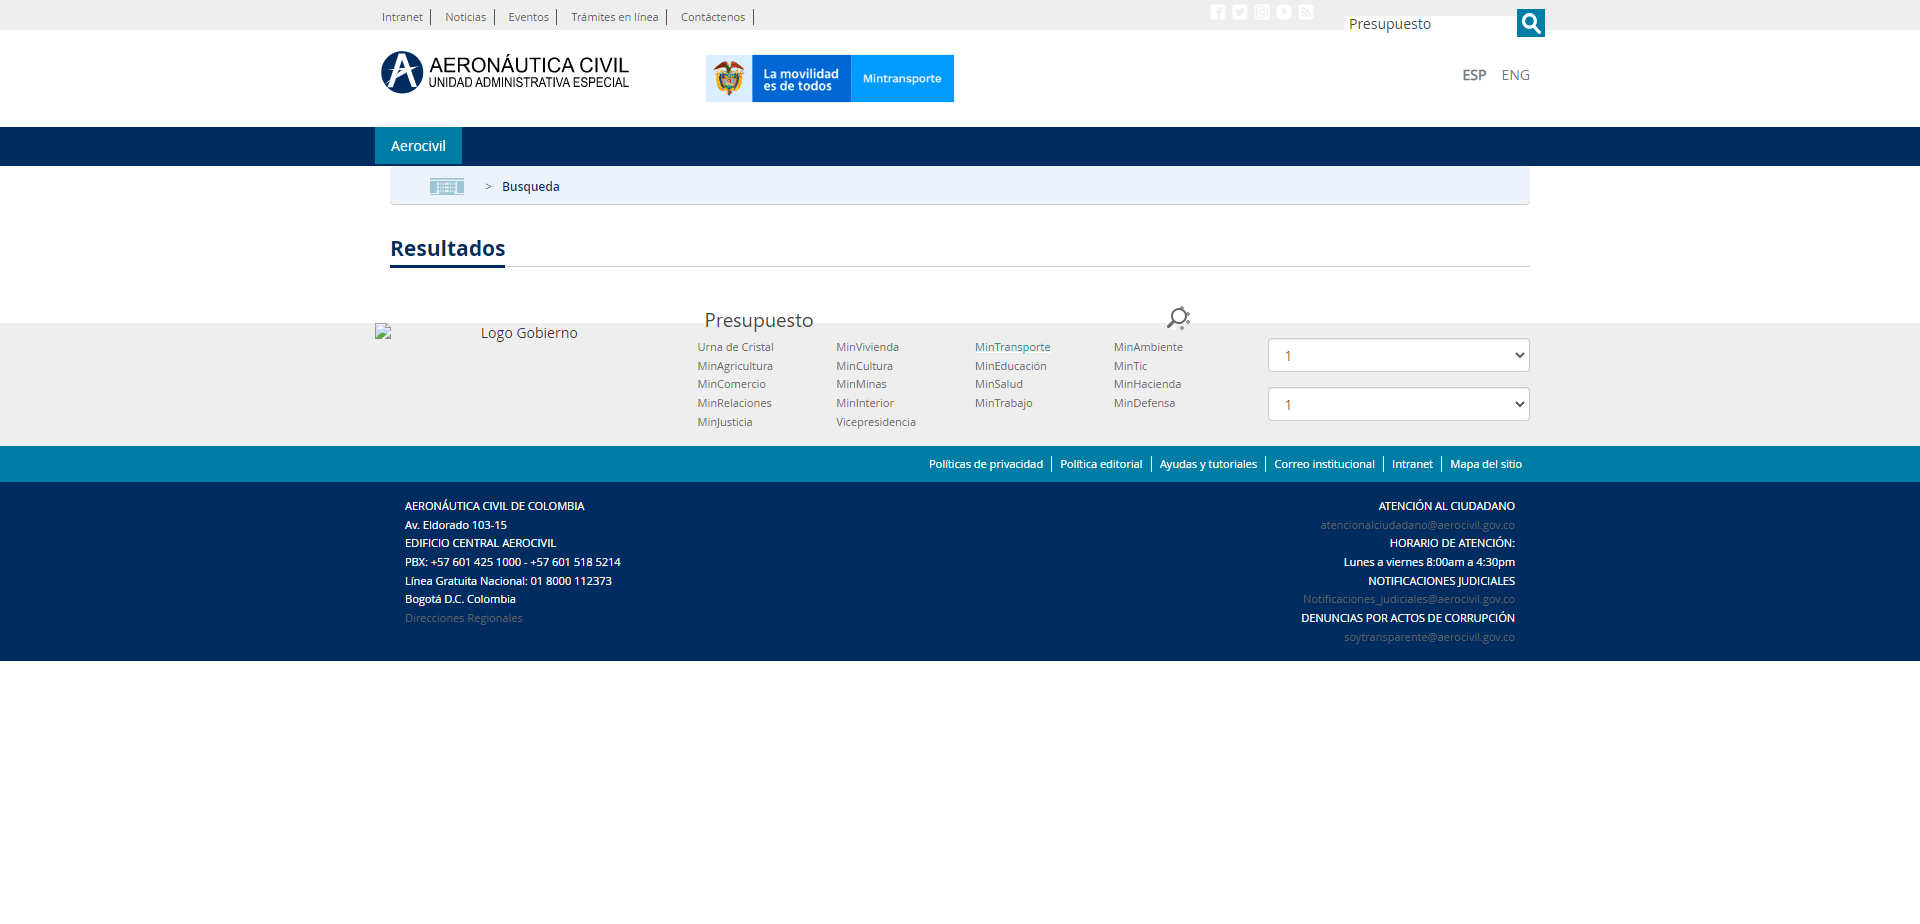 Intranet
Noticias
Eventos
Trámites en línea
Contáctenos
Presupuesto
AERONÁUTICA CIVIL
UNIDAD ADMINISTRATIVA ESPECIAL
La movilidad
es de todos
Mintransporte
ESP ENG
Aerocivil
> Busqueda
Resultados
Presupuesto
Logo Gobierno
Urna de Cristal
MinVivienda
MinTransporte
MinAmbiente
MinAgricultura
MinCultura
MinEducación
MinTic
MinComercio
MinMinas
MinSalud
MinHacienda
MinRelaciones
MinInterior
MinTrabajo
MinDefensa
MinJusticia
Vicepresidencia
1
1
Políticas de privacidad
Política editorial
Ayudas y tutoriales
Correo institucional
Intranet
Mapa del sitio
AERONÁUTICA CIVIL DE COLOMBIA
Av. Eldorado 103-15
EDIFICIO CENTRAL AEROCIVIL
PBX: +57 601 425 1000 - +57 601 518 5214
Línea Gratuita Nacional: 01 8000 112373
Bogotá D.C. Colombia
Direcciones Regionales
ATENCIÓN AL CIUDADANO
atencionalciudadano@aerocivil.gov.co
HORARIO DE ATENCIÓN:
Lunes a viernes 8:00am a 4:30pm
NOTIFICACIONES JUDICIALES
Notificaciones_judiciales@aerocivil.gov.co
DENUNCIAS POR ACTOS DE CORRUPCIÓN
soytransparente@aerocivil.gov.co